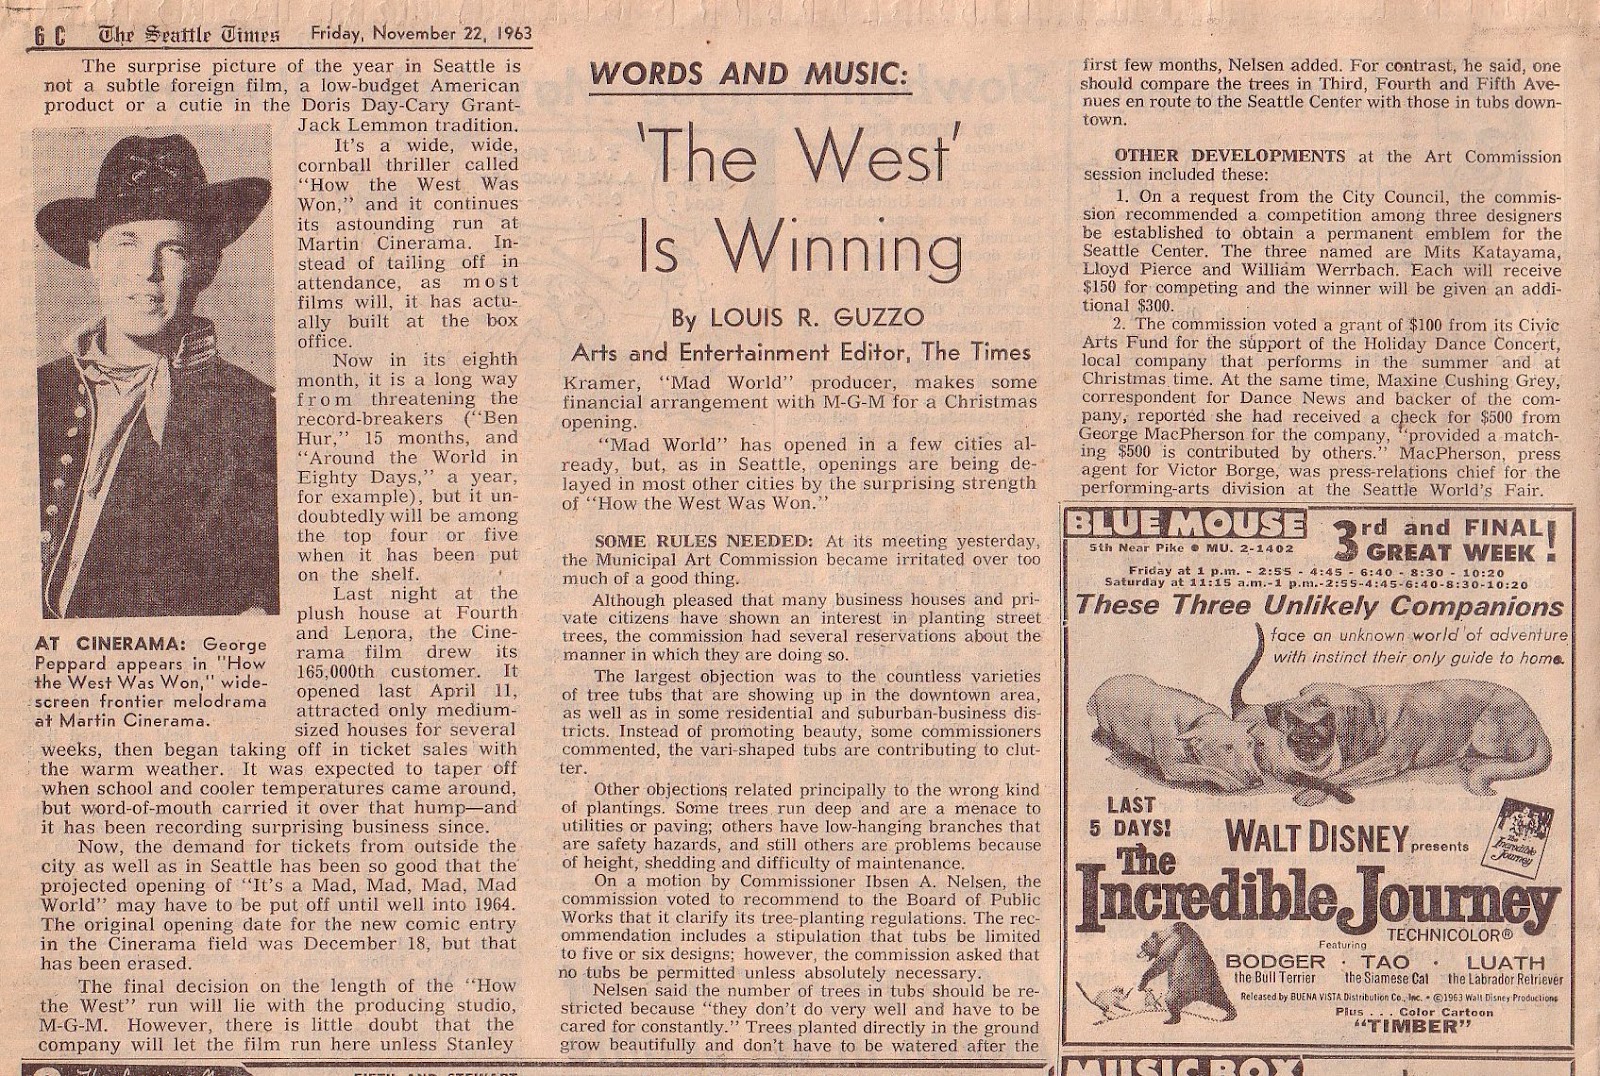 6 C The Seattle Times Friday, November 22, 1963
The surprise picture of the year in Seattle is
not a subtle foreign film, a low-budget American
product or a cutie in the Doris Day-Cary Grant-
Jack Lemmon tradition.
It's a wide, wide,
cornball thriller called
"How the West Was
Won," and it continues
its astounding run at
Martin Cinerama. In-
stead of tailing off in
attendance, as most
films will, it has actu-
ally built at the box
office.
Now in its eighth
month, it is a long way
from threatening the
record-breakers ("Ben
Hur," 15 months, and
"Around the World in
Eighty Days," a year,
for example), but it un-
doubtedly will be among
the top four or five
when it has been put
on the shelf.
Last night at the
plush house at Fourth
and Lenora, the Cine-
rama film drew its
165,000th customer. It
opened last April 11,
attracted only medium-
sized houses for several
weeks, then began taking off in ticket sales with
the warm weather. It was expected to taper off
when school and cooler temperatures came around,
but word-of-mouth carried it over that hump—and
it has been recording surprising business since.
Now, the demand for tickets from outside the
city as well as in Seattle has been so good that the
projected opening of "It's a Mad, Mad, Mad, Mad
World" may have to be put off until well into 1964.
The original opening date for the new comic entry
in the Cinerama field was December 18, but that
has been erased.
The final decision on the length of the "How
the West" run will lie with the producing studio,
M-G-M. However, there is little doubt that the
company will let the film run here unless Stanley
AT CINERAMA: George
Peppard appears in "How
the West Was Won," wide-
screen frontier melodrama
at Martin Cinerama.
WORDS AND MUSIC:
'The West'
Is Winning
By LOUIS R. GUZZO
Arts and Entertainment Editor, The Times
Kramer, "Mad World" producer, makes some
financial arrangement with M-G-M for a Christmas
opening.
"Mad World" has opened in a few cities al-
ready, but, as in Seattle, openings are being de-
layed in most other cities by the surprising strength
of "How the West Was Won."
SOME RULES NEEDED: At its meeting yesterday,
the Municipal Art Commission became irritated over too
much of a good thing.
Although pleased that many business houses and pri-
vate citizens have shown an interest in planting street
trees, the commission had several reservations about the
manner in which they are doing so.
The largest objection was to the countless varieties
of tree tubs that are showing up in the downtown area,
as well as in some residential and suburban-business dis-
tricts. Instead of promoting beauty, some commissioners
commented, the vari-shaped tubs are contributing to clut-
ter.
Other objections related principally to the wrong kind
of plantings. Some trees run deep and are a menace to
utilities or paving; others have low-hanging branches that
are safety hazards, and still others are problems because
of height, shedding and difficulty of maintenance.
On a motion by Commissioner Ibsen A. Nelsen, the
commission voted to recommend to the Board of Public
Works that it clarify its tree-planting regulations. The rec-
ommendation includes a stipulation that tubs be limited
to five or six designs; however, the commission asked that
no tubs be permitted unless absolutely necessary.
Nelsen said the number of trees in tubs should be re-
stricted because "they don't do very well and have to be
cared for constantly." Trees planted directly in the ground
grow beautifully and don't have to be watered after the
first few months, Nelsen added. For contrast, he said, one
should compare the trees in Third, Fourth and Fifth Ave-
nues en route to the Seattle Center with those in tubs down-
town.
OTHER DEVELOPMENTS at the Art Commission
session included these:
1. On a request from the City Council, the commis-
sion recommended a competition among three designers
be established to obtain a permanent emblem for the
Seattle Center. The three named are Mits Katayama,
Lloyd Pierce and William Werrbach. Each will receive
$150 for competing and the winner will be given an addi-
tional $300.
2. The commission voted a grant of $100 from its Civic
Arts Fund for the support of the Holiday Dance Concert,
local company that performs in the summer and at
Christmas time. At the same time, Maxine Cushing Grey,
correspondent for Dance News and backer of the com-
pany, reported she had received a check for $500 from
George MacPherson for the company, "provided a match-
ing $500 is contributed by others." MacPherson, press
agent for Victor Borge, was press-relations chief for the
performing-arts division at the Seattle World's Fair.
BLUE MOUSE
5th Near Pike • MU. 2-1402
3rd and FINAL
GREAT WEEK!
Friday at 1 p.m. - 2:55 - 4:45 - 6:40 - 8:30 - 10:20
Saturday at 11:15 a.m.-1 p.m.-2:55-4:45-6:40-8:30-10:20
These Three Unlikely Companions
face an unknown world of adventure
with instinct their only guide to home.
LAST
5 DAYS!
WALT DISNEY presents
The Incredible Journey
The
Incredible Journey
TECHNICOLOR®
Featuring
BODGER · TAO · LUATH
the Bull Terrier the Siamese Cat the Labrador Retriever
Released by BUENA VISTA Distribution Co., Inc. • ©1963 Walt Disney Productions
Plus . . . Color Cartoon
"TIMBER"
FIFTH AND STEWART
MUSIC BOX